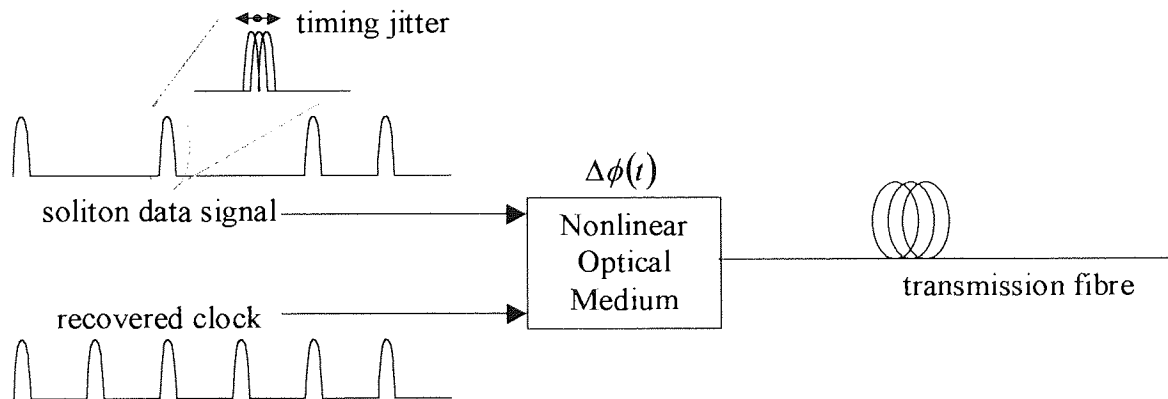 timing jitter
Δϕ(t)
soliton data signal
Nonlinear
Optical
Medium
transmission fibre
recovered clock